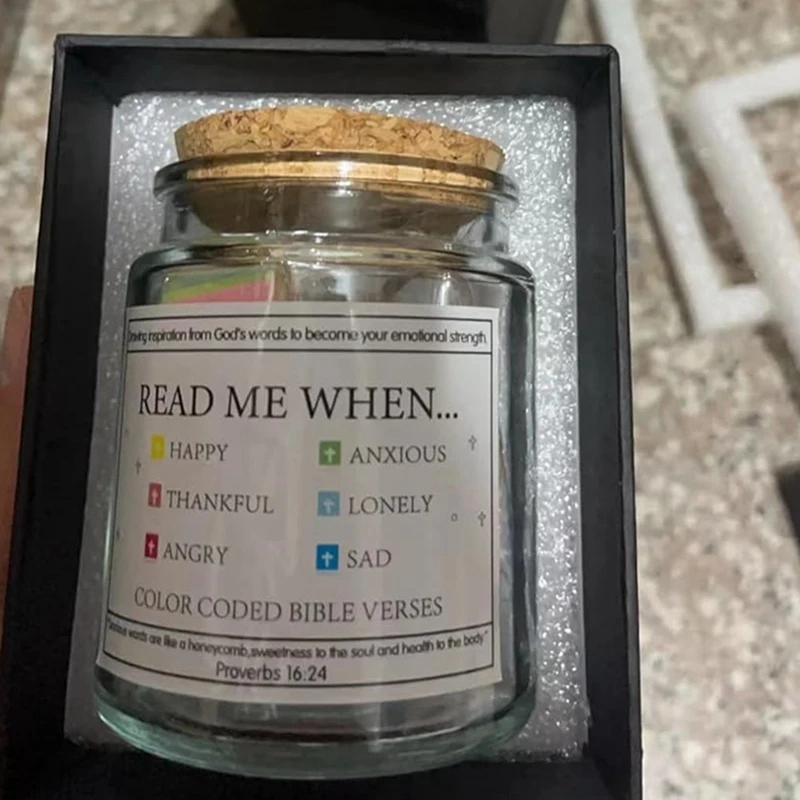 Driving inspiration from God's words to become your emotional strength.
READ ME WHEN...
HAPPY ANXIOUS
THANKFUL LONELY
ANGRY SAD
COLOR CODED BIBLE VERSES
words are like a honeycomb,sweetness to the soul and health to the body."
Proverbs 16:24